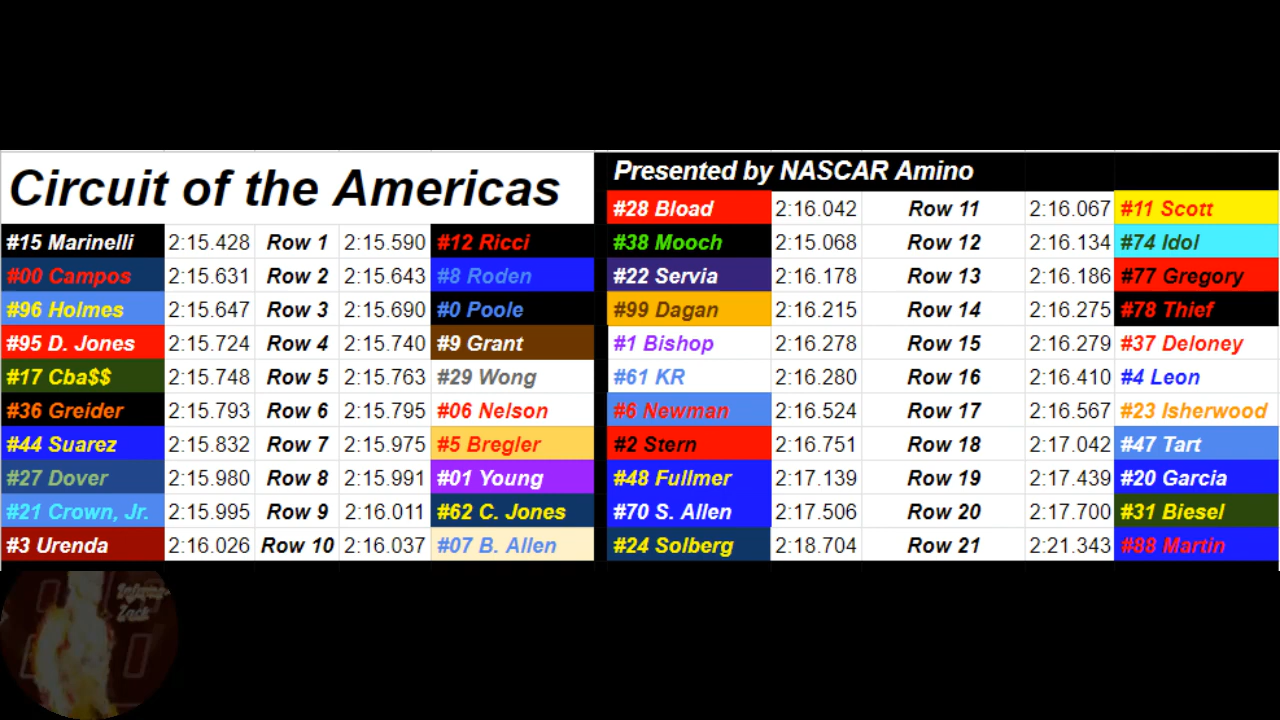 Circuit of the Americas
#15 Marinelli 2:15.428 Row 1 2:15.590 #12 Ricci
#00 Campos 2:15.631 Row 2 2:15.643 #8 Roden
#96 Holmes 2:15.647 Row 3 2:15.690 #0 Poole
#95 D. Jones 2:15.724 Row 4 2:15.740 #9 Grant
#17 Cba$$ 2:15.748 Row 5 2:15.763 #29 Wong
#36 Greider 2:15.793 Row 6 2:15.795 #06 Nelson
#44 Suarez 2:15.832 Row 7 2:15.975 #5 Bregler
#27 Dover 2:15.980 Row 8 2:15.991 #01 Young
#21 Crown, Jr. 2:15.995 Row 9 2:16.011 #62 C. Jones
#3 Urenda 2:16.026 Row 10 2:16.037 #07 B. Allen
Presented by NASCAR Amino
#28 Bload 2:16.042 Row 11 2:16.067 #11 Scott
#38 Mooch 2:15.068 Row 12 2:16.134 #74 Idol
#22 Servia 2:16.178 Row 13 2:16.186 #77 Gregory
#99 Dagan 2:16.215 Row 14 2:16.275 #78 Thief
#1 Bishop 2:16.278 Row 15 2:16.279 #37 Deloney
#61 KR 2:16.280 Row 16 2:16.410 #4 Leon
#6 Newman 2:16.524 Row 17 2:16.567 #23 Isherwood
#2 Stern 2:16.751 Row 18 2:17.042 #47 Tart
#48 Fullmer 2:17.139 Row 19 2:17.439 #20 Garcia
#70 S. Allen 2:17.506 Row 20 2:17.700 #31 Biesel
#24 Solberg 2:18.704 Row 21 2:21.343 #88 Martin
Zack